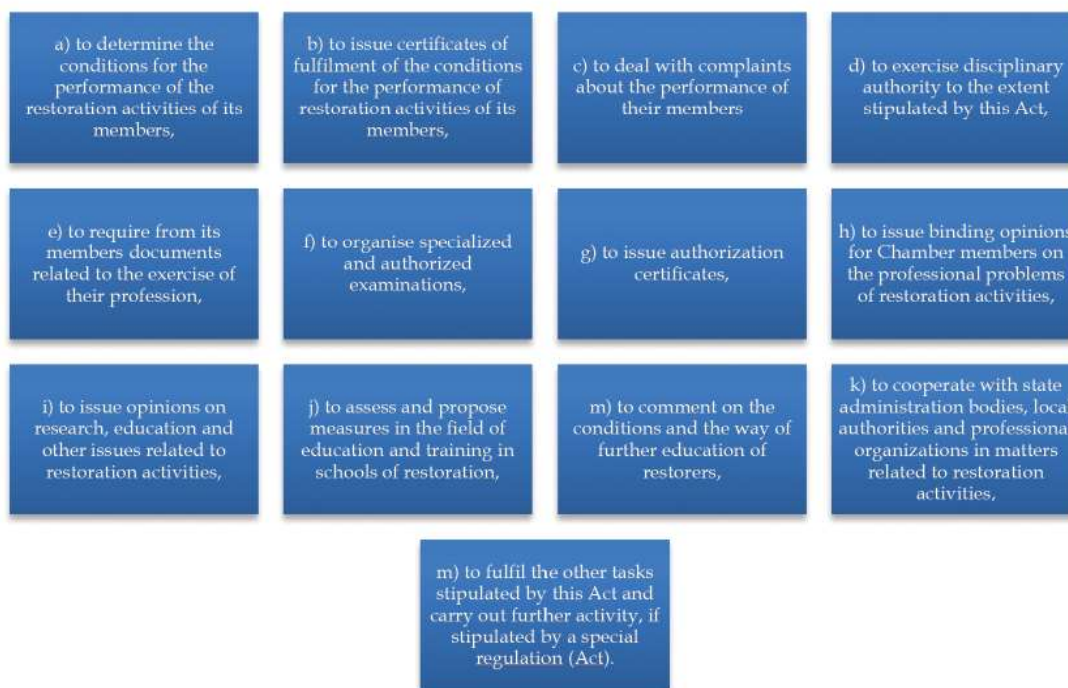 a) to determine the
conditions for the
performance of the
restoration activities of its
members,
b) to issue certificates of
fulfilment of the conditions
for the performance of
restoration activities of its
members,
c) to deal with complaints
about the performance of
their members
d) to exercise disciplinary
authority to the extent
stipulated by this Act,
e) to require from its
members documents
related to the exercise of
their profession,
f) to organise specialized
and authorized
examinations,
g) to issue authorization
certificates,
h) to issue binding opinions
for Chamber members on
the professional problems
of restoration activities,
i) to issue opinions on
research, education and
other issues related to
restoration activities,
j) to assess and propose
measures in the field of
education and training in
schools of restoration,
m) to comment on the
conditions and the way of
further education of
restorers,
k) to cooperate with state
administration bodies, local
authorities and professional
organizations in matters
related to restoration
activities,
m) to fulfil the other tasks
stipulated by this Act and
carry out further activity, if
stipulated by a special
regulation (Act).